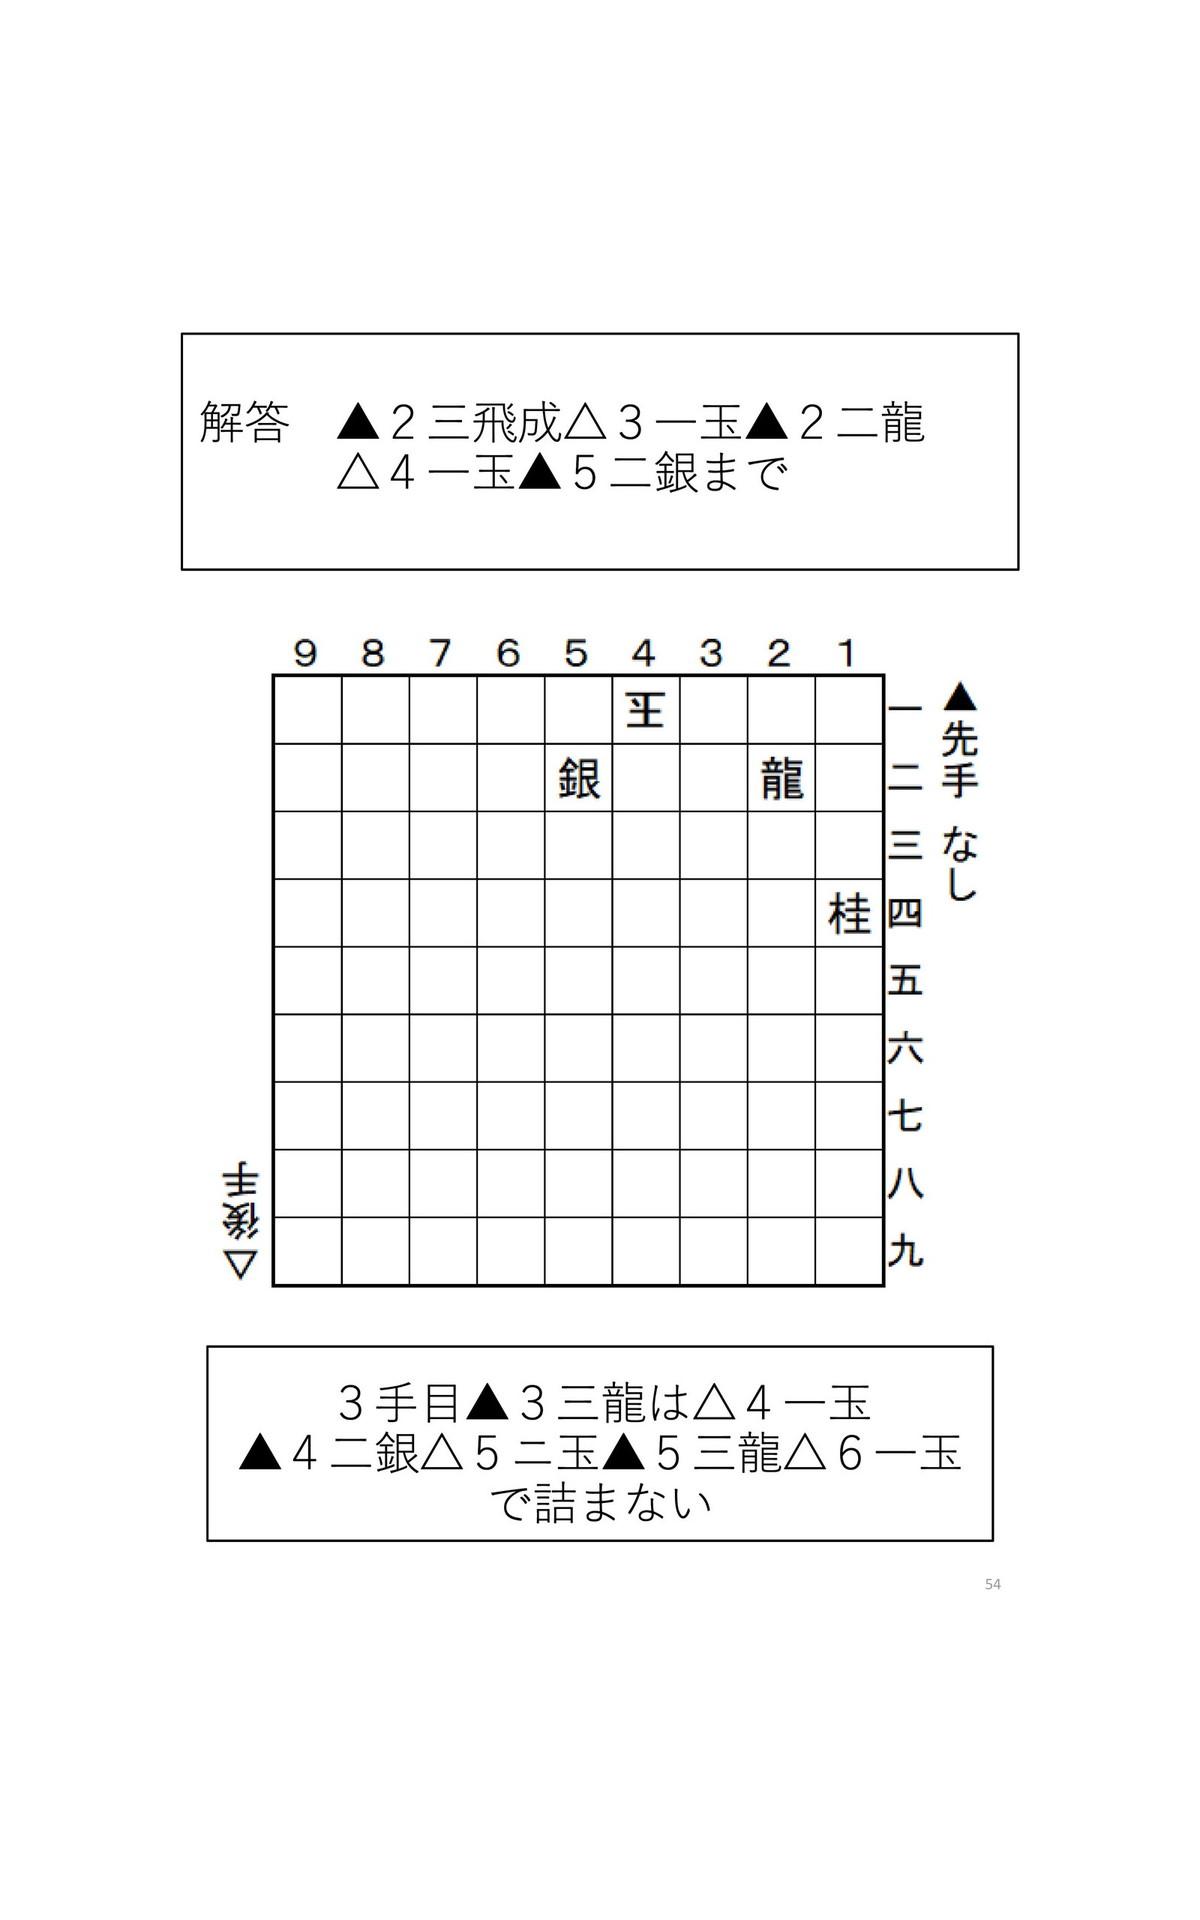 解答　▲２三飛成△３一玉▲２二龍
△４一玉▲５二銀まで
９ ８ ７ ６ ５ ４ ３ ２ １
王 一
銀 龍 二
三
桂 四
五
六
七
八
九
▲先手 なし
△後手
３手目▲３三龍は△４一玉
▲４二銀△５ニ玉▲５三龍△６一玉
で詰まない
54